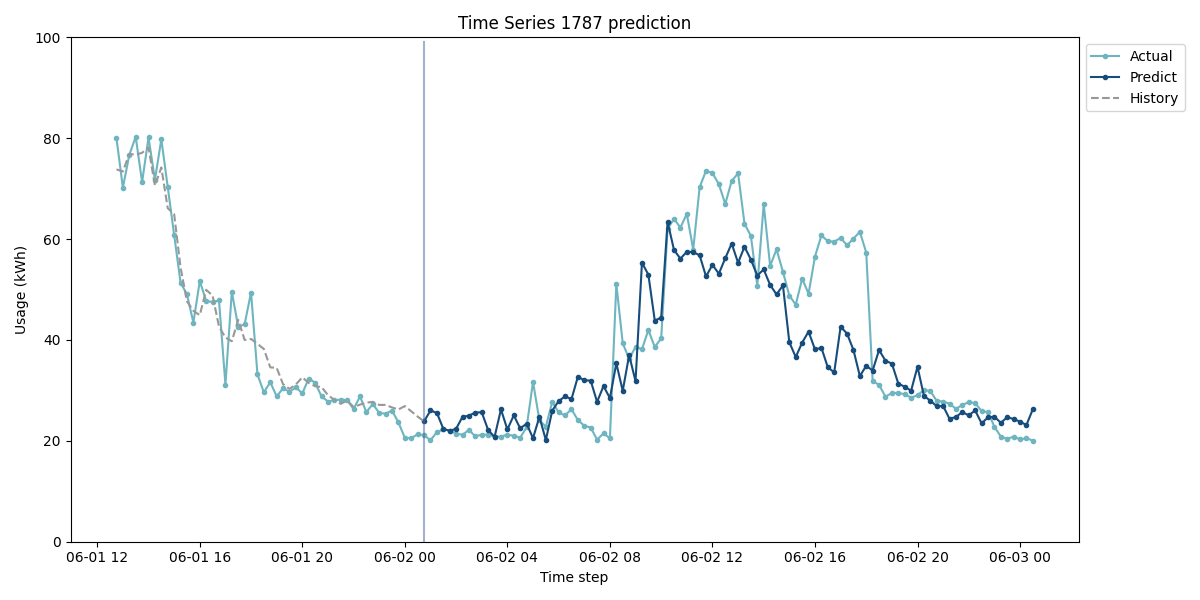 Time Series 1787 prediction
100
80
60
40
20
0
Usage (kWh)
06-01 12
06-01 16
06-01 20
06-02 00
06-02 04
06-02 08
06-02 12
06-02 16
06-02 20
06-03 00
Time step
Actual
Predict
History